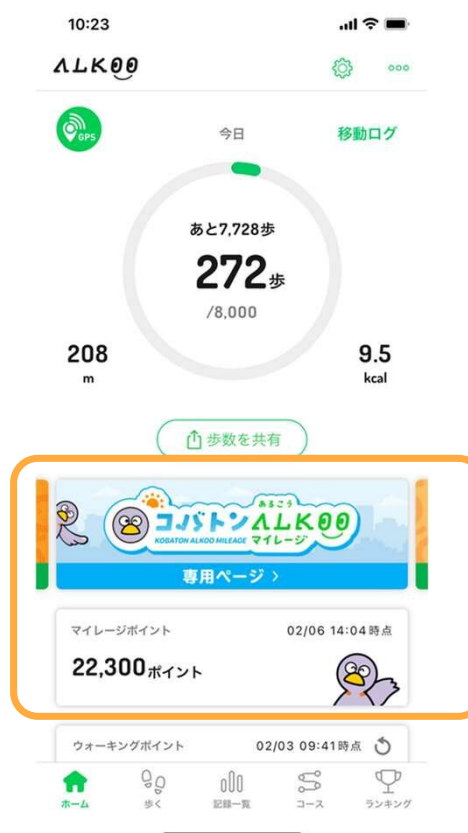 10:23
ALKOO
GPS
今日
移動ログ
あと7,728歩
272歩
/8,000
208
m
9.5
kcal
歩数を共有
コバトン ALKOO あるこう
KOBATON ALKOO MILEAGE マイレージ
専用ページ >
マイレージポイント 02/06 14:04時点
22,300ポイント
ウォーキングポイント 02/03 09:41時点
ホーム 歩く 記録一覧 コース ランキング